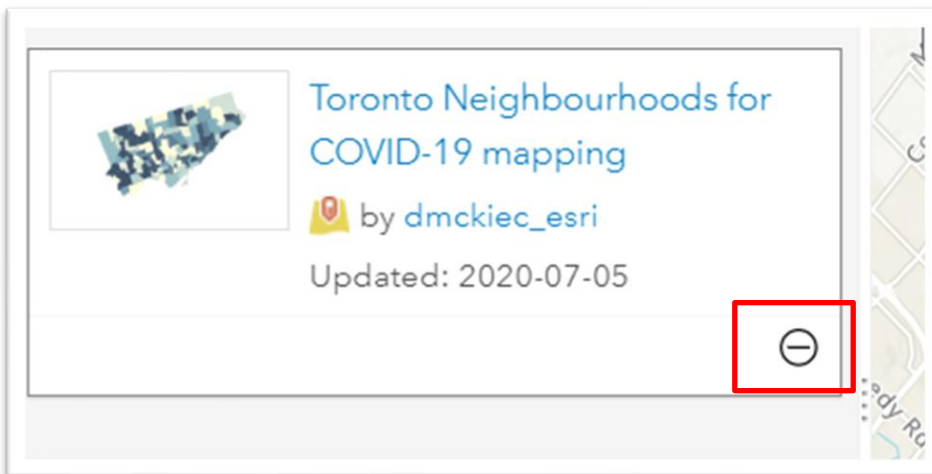 Toronto Neighbourhoods for
COVID-19 mapping
by dmckiec_esri
Updated: 2020-07-05